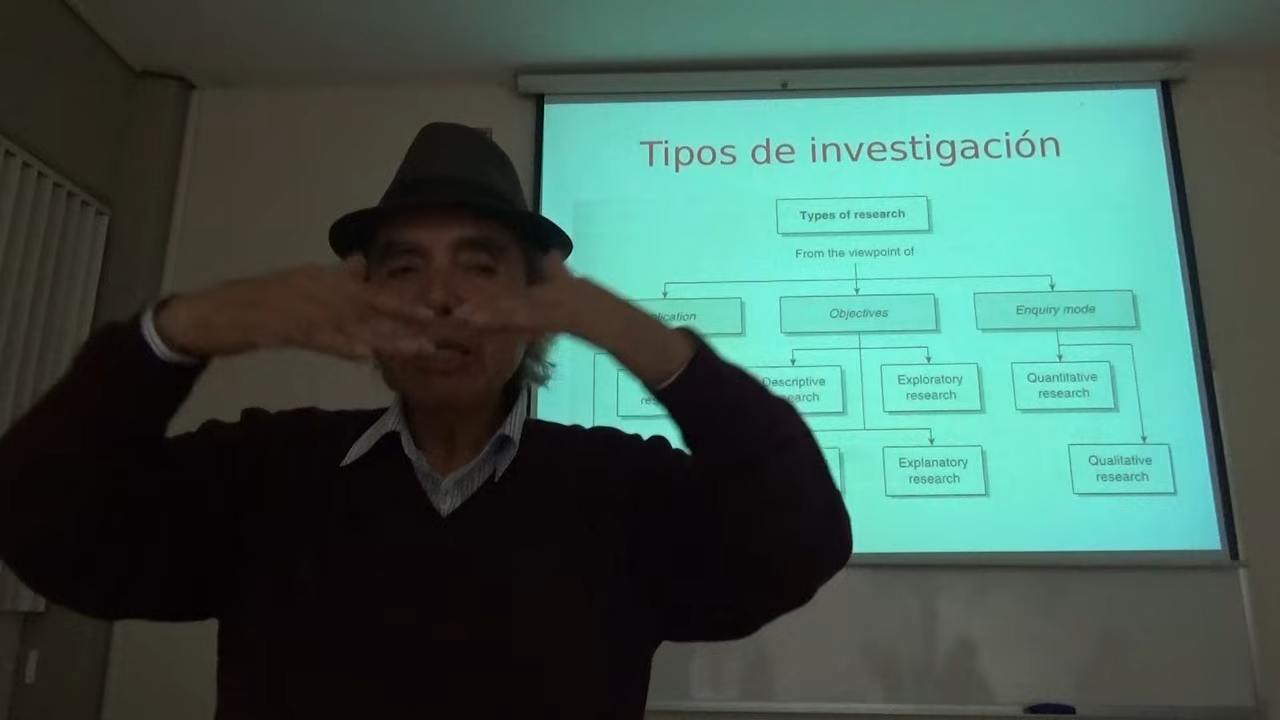 Tipos de investigación
Types of research
From the viewpoint of
Objectives
Enquiry mode
Descriptive
Exploratory
research
Quantitative
research
Explanatory
research
Qualitative
research